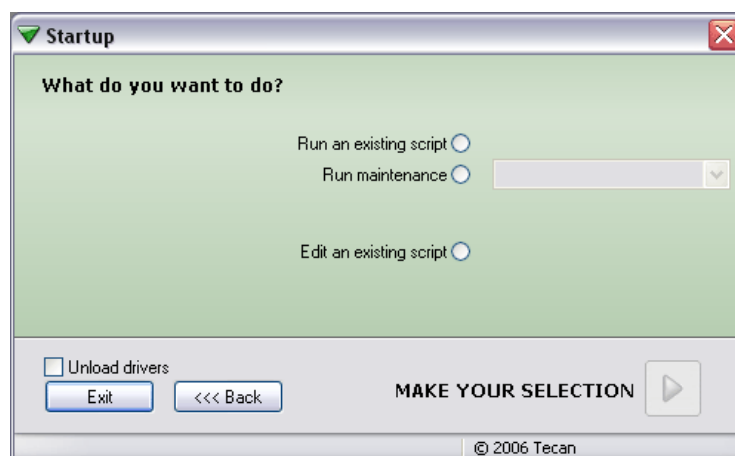 Startup
What do you want to do?
Run an existing script
Run maintenance
Edit an existing script
Unload drivers
Exit
<<< Back
MAKE YOUR SELECTION
© 2006 Tecan